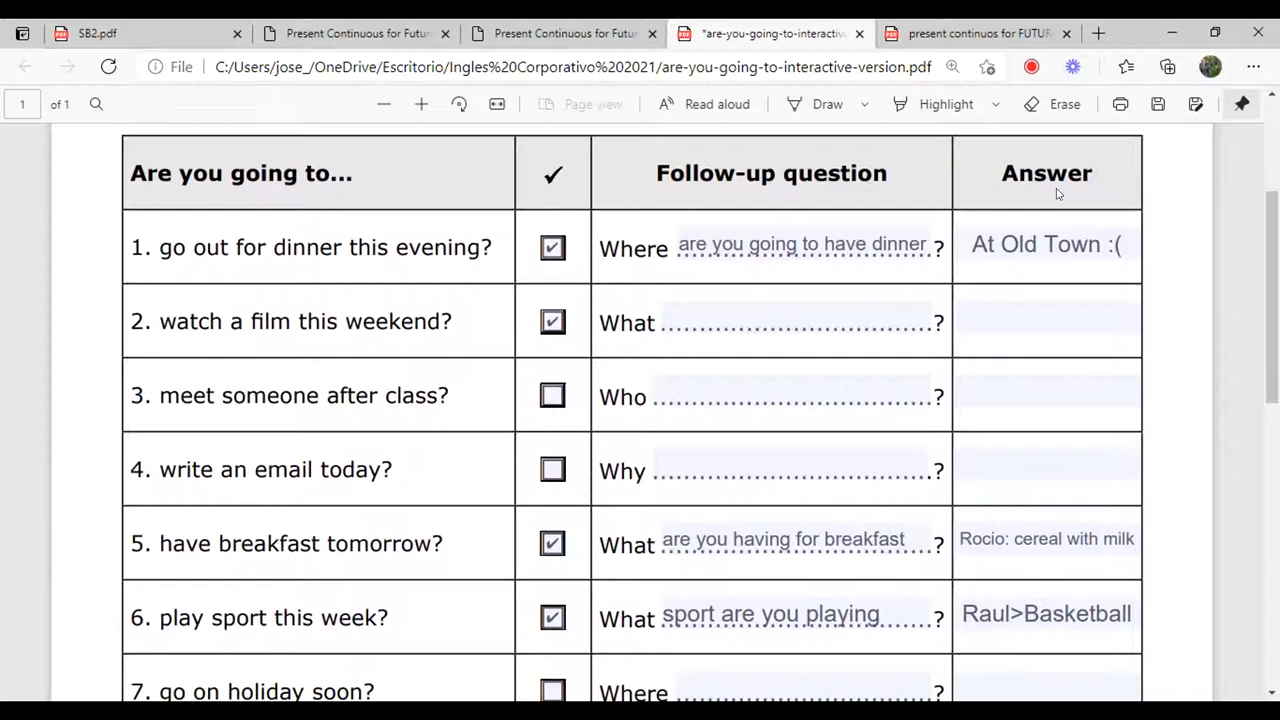 SB2.pdf
Present Continuous for Futur
Present Continuous for Futur
*are-you-going-to-interactiv
present continuos for FUTUR
File
C:/Users/jose_/OneDrive/Escritorio/Ingles%20Corporativo%202021/are-you-going-to-interactive-version.pdf
1 of 1
Page view
Read aloud
Draw
Highlight
Erase
Are you going to... ✓ Follow-up question Answer
1. go out for dinner this evening? ✓ Where are you going to have dinner ? At Old Town :(
2. watch a film this weekend? ✓ What ..............................?
3. meet someone after class? Who ..............................?
4. write an email today? Why ..............................?
5. have breakfast tomorrow? ✓ What are you having for breakfast ? Rocio: cereal with milk
6. play sport this week? ✓ What sport are you playing ......? Raul>Basketball
7. go on holiday soon? Where ..............................?